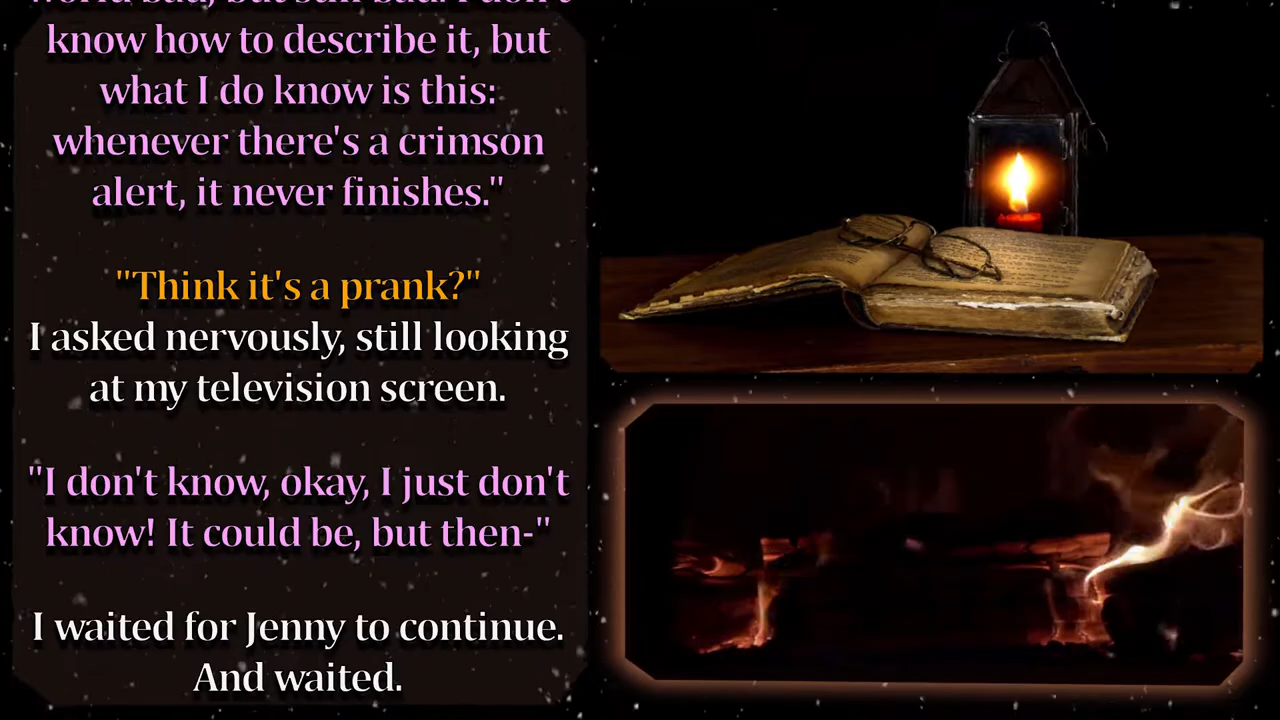 know how to describe it, but
what I do know is this:
whenever there's a crimson
alert, it never finishes."
"Think it's a prank?"
I asked nervously, still looking
at my television screen.
"I don't know, okay, I just don't
know! It could be, but then-"
I waited for Jenny to continue.
And waited.